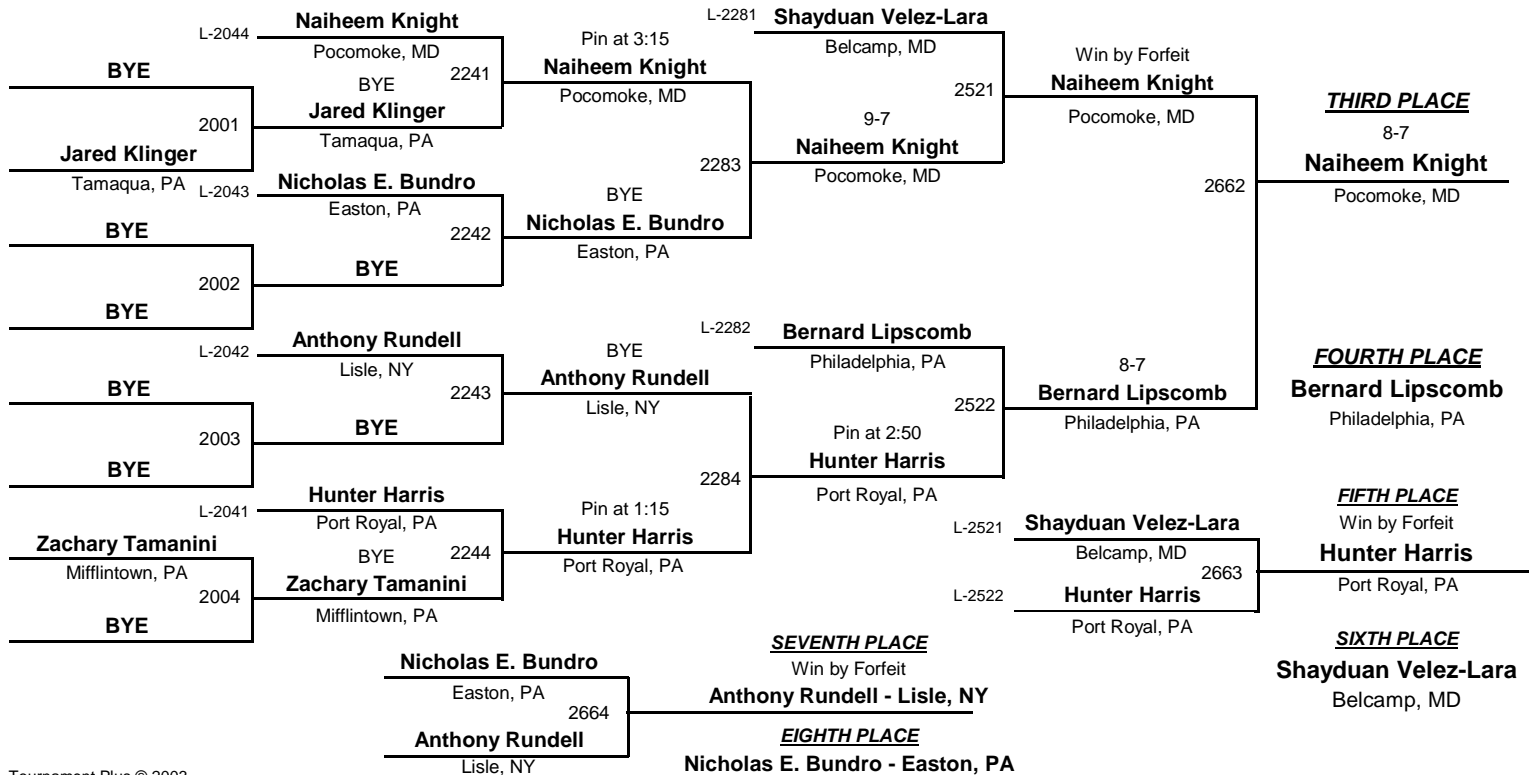 L-2044
Naiheem Knight
Pocomoke, MD
BYE
2241
BYE
Jared Klinger
Tamaqua, PA
2001
Jared Klinger
Tamaqua, PA
Pin at 3:15
Naiheem Knight
Pocomoke, MD
L-2043
Nicholas E. Bundro
Easton, PA
2242
BYE
BYE
2002
BYE
BYE
Nicholas E. Bundro
Easton, PA
2283
L-2281
Shayduan Velez-Lara
Belcamp, MD
2521
9-7
Naiheem Knight
Pocomoke, MD
Win by Forfeit
Naiheem Knight
Pocomoke, MD
2662
THIRD PLACE
8-7
Naiheem Knight
Pocomoke, MD
L-2042
Anthony Rundell
Lisle, NY
2243
BYE
BYE
2003
BYE
BYE
Anthony Rundell
Lisle, NY
2284
L-2041
Hunter Harris
Port Royal, PA
BYE
2244
Zachary Tamanini
Mifflintown, PA
Zachary Tamanini
Mifflintown, PA
2004
BYE
Pin at 1:15
Hunter Harris
Port Royal, PA
L-2282
Bernard Lipscomb
Philadelphia, PA
2522
Pin at 2:50
Hunter Harris
Port Royal, PA
8-7
Bernard Lipscomb
Philadelphia, PA
FOURTH PLACE
Bernard Lipscomb
Philadelphia, PA
L-2521
Shayduan Velez-Lara
Belcamp, MD
2663
L-2522
Hunter Harris
Port Royal, PA
FIFTH PLACE
Win by Forfeit
Hunter Harris
Port Royal, PA
SIXTH PLACE
Shayduan Velez-Lara
Belcamp, MD
Nicholas E. Bundro
Easton, PA
2664
Anthony Rundell
Lisle, NY
SEVENTH PLACE
Win by Forfeit
Anthony Rundell - Lisle, NY
EIGHTH PLACE
Nicholas E. Bundro - Easton, PA